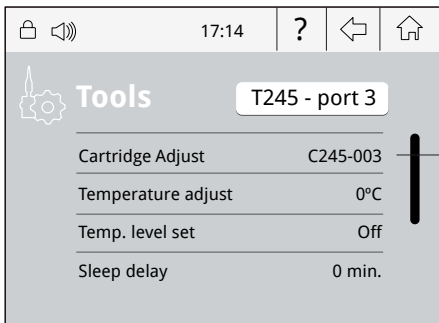 17:14 ?
Tools T245 - port 3
Cartridge Adjust C245-003
Temperature adjust 0ºC
Temp. level set Off
Sleep delay 0 min.